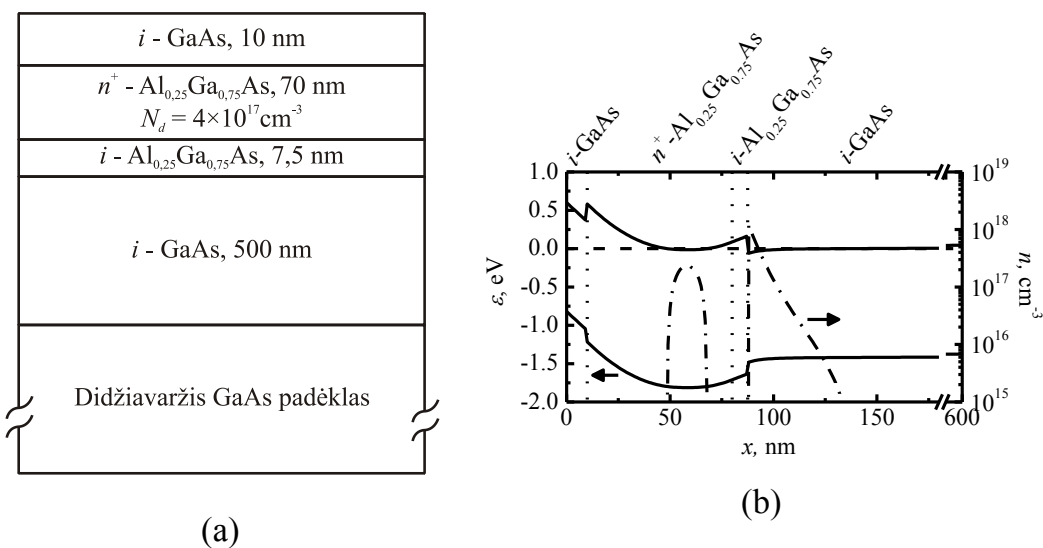 i - GaAs, 10 nm
n⁺ - Al₀,₂₅Ga₀,₇₅As, 70 nm
N_d = 4×10¹⁷cm⁻³
i - Al₀,₂₅Ga₀,₇₅As, 7,5 nm
i - GaAs, 500 nm
Didžiavaržis GaAs padėklas
(a)
i-GaAs
n⁺-Al₀.₂₅Ga₀.₇₅As
i-Al₀.₂₅Ga₀.₇₅As
i-GaAs
1.0
0.5
0.0
-0.5
-1.0
-1.5
-2.0
ε, eV
10¹⁹
10¹⁸
10¹⁷
10¹⁶
10¹⁵
n, cm⁻³
0 50 100 150 600
x, nm
(b)